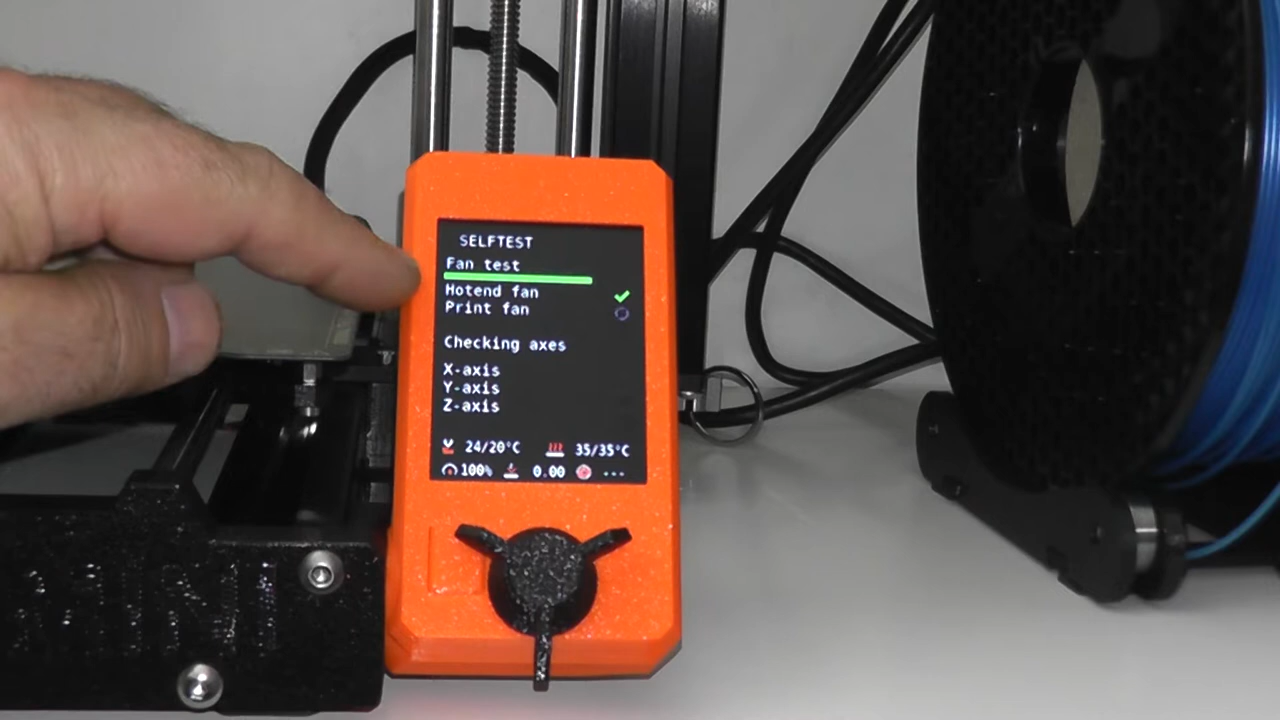 SELFTEST
Fan test
Hotend fan
Print fan
Checking axes
X-axis
Y-axis
Z-axis
24/20°C 35/35°C
100% 0.00 ---
MINI